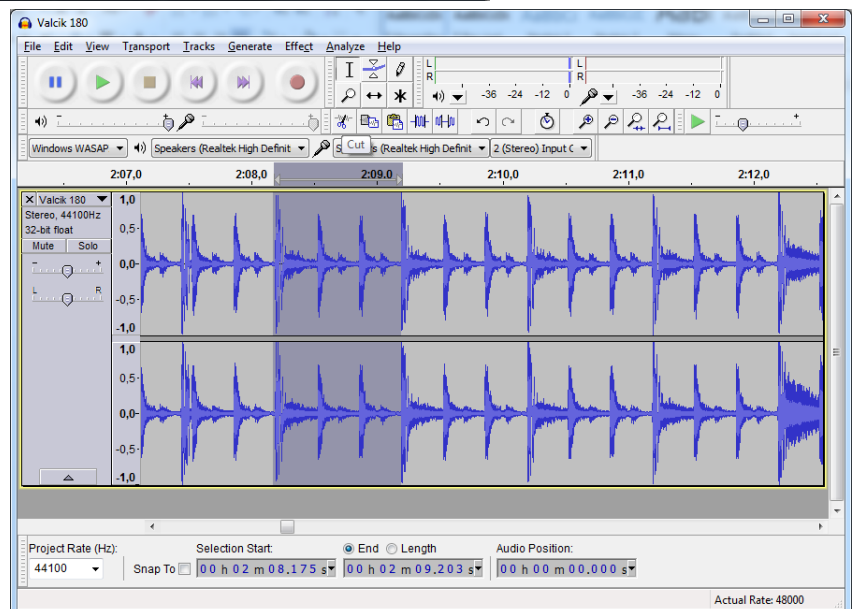 Valcik 180
File Edit View Transport Tracks Generate Effect Analyze Help
L L
R R
-36 -24 -12 0 -36 -24 -12 0
Windows WASAP Speakers (Realtek High Definit s (Realtek High Definit 2 (Stereo) Input C
Cut
2:07,0 2:08,0 2:09,0 2:10,0 2:11,0 2:12,0
Valcik 180
Stereo, 44100Hz
32-bit float
Mute Solo
- +
L R
1,0
0,5-
0,0-
-0,5-
-1,0
1,0
0,5-
0,0-
-0,5-
-1,0
Project Rate (Hz): Selection Start: End Length Audio Position:
44100 Snap To 00 h 02 m 08,175 s 00 h 02 m 09,203 s 00 h 00 m 00,000 s
Actual Rate: 48000